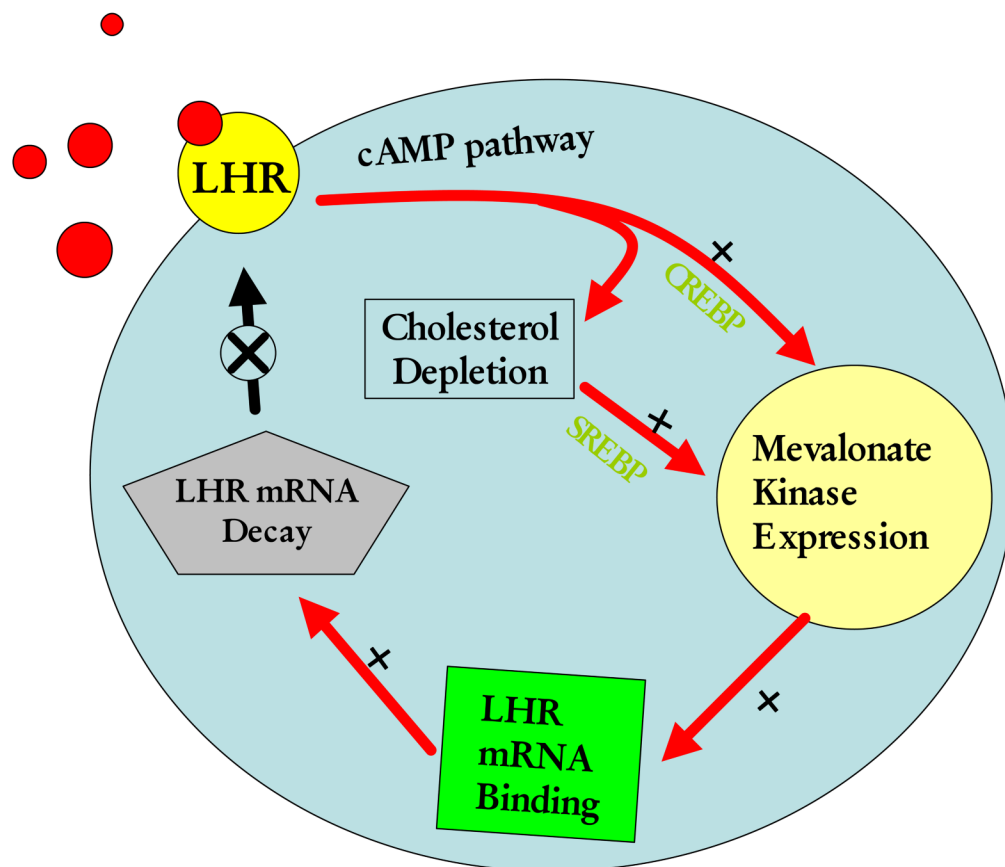 cAMP pathway
LHR
CREBP
Cholesterol
Depletion
SREBP
Mevalonate
Kinase
Expression
LHR mRNA
Decay
LHR
mRNA
Binding